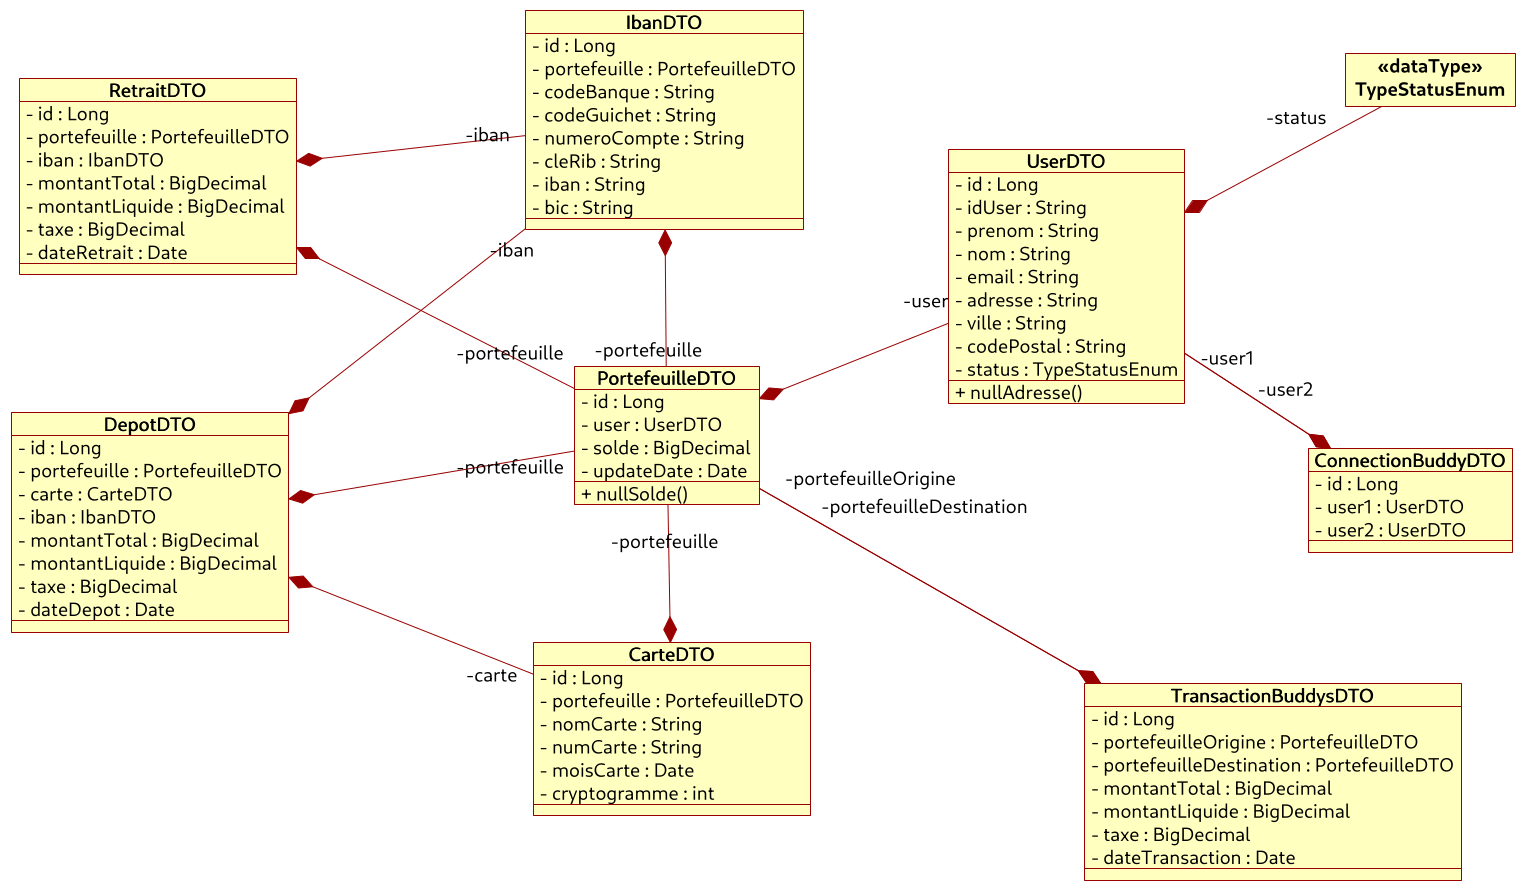 IbanDTO
- id : Long
- portefeuille : PortefeuilleDTO
- codeBanque : String
- codeGuichet : String
- numeroCompte : String
- cleRib : String
- iban : String
- bic : String
RetraitDTO
- id : Long
- portefeuille : PortefeuilleDTO
- iban : IbanDTO
- montantTotal : BigDecimal
- montantLiquide : BigDecimal
- taxe : BigDecimal
- dateRetrait : Date
«dataType»
TypeStatusEnum
-status
-iban
-iban
UserDTO
- id : Long
- idUser : String
- prenom : String
- nom : String
- email : String
- adresse : String
- ville : String
- codePostal : String
- status : TypeStatusEnum
+ nullAdresse()
-user
-user1
-user2
-portefeuille
-portefeuille
PortefeuilleDTO
- id : Long
- user : UserDTO
- solde : BigDecimal
- updateDate : Date
+ nullSolde()
DepotDTO
- id : Long
- portefeuille : PortefeuilleDTO
- carte : CarteDTO
- iban : IbanDTO
- montantTotal : BigDecimal
- montantLiquide : BigDecimal
- taxe : BigDecimal
- dateDepot : Date
-portefeuille
-portefeuilleOrigine
-portefeuilleDestination
ConnectionBuddyDTO
- id : Long
- user1 : UserDTO
- user2 : UserDTO
-portefeuille
-carte
CarteDTO
- id : Long
- portefeuille : PortefeuilleDTO
- nomCarte : String
- numCarte : String
- moisCarte : Date
- cryptogramme : int
TransactionBuddysDTO
- id : Long
- portefeuilleOrigine : PortefeuilleDTO
- portefeuilleDestination : PortefeuilleDTO
- montantTotal : BigDecimal
- montantLiquide : BigDecimal
- taxe : BigDecimal
- dateTransaction : Date